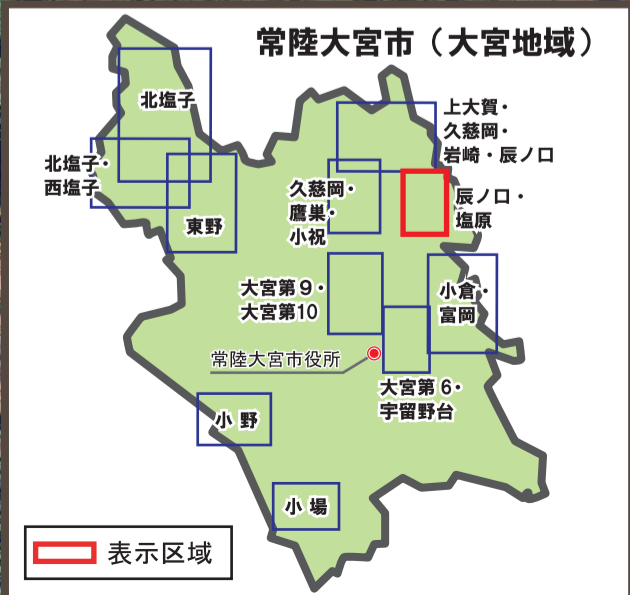 常陸大宮市（大宮地域）
北塩子
上大賀・
久慈岡・
岩崎・辰ノ口
北塩子・
西塩子
久慈岡・
鷹巣・
小祝
辰ノ口・
塩原
東野
大宮第9・
大宮第10
小倉・
富岡
常陸大宮市役所
大宮第6・
宇留野台
小野
小場
表示区域